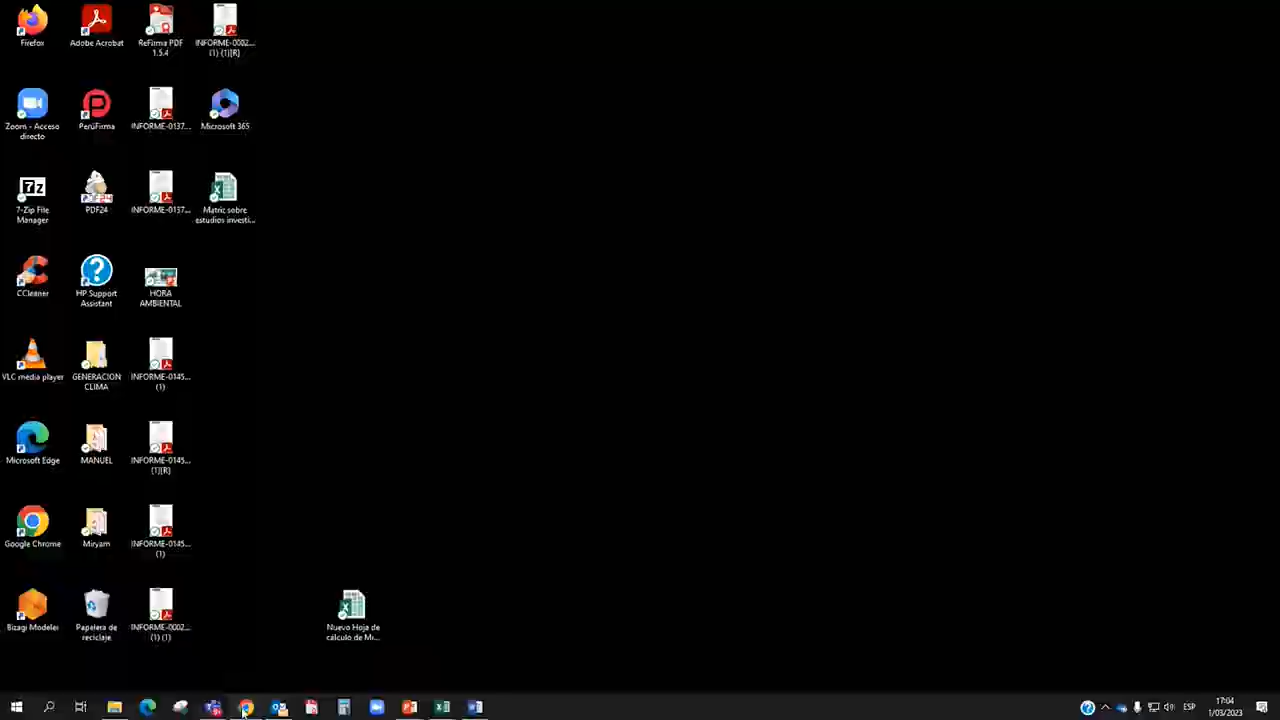 Firefox
Adobe Acrobat
ReFirma PDF
1.5.4
INFORME-0002...
(1) (1)[R]
Zoom - Acceso
directo
PerúFirma
INFORME-0137...
Microsoft 365
7-Zip File
Manager
PDF24
INFORME-0137...
Matriz sobre
estudios investi...
CCleaner
HP Support
Assistant
HORA
AMBIENTAL
VLC media player
GENERACION
CLIMA
INFORME-0145...
(1)
Microsoft Edge
MANUEL
INFORME-0145...
(1)[R]
Google Chrome
Miryam
INFORME-0145...
(1)
Bizagi Modeler
Papelera de
reciclaje
INFORME-0002...
(1) (1)
Nuevo Hoja de
cálculo de Mi...
ESP
17:04
1/03/2023